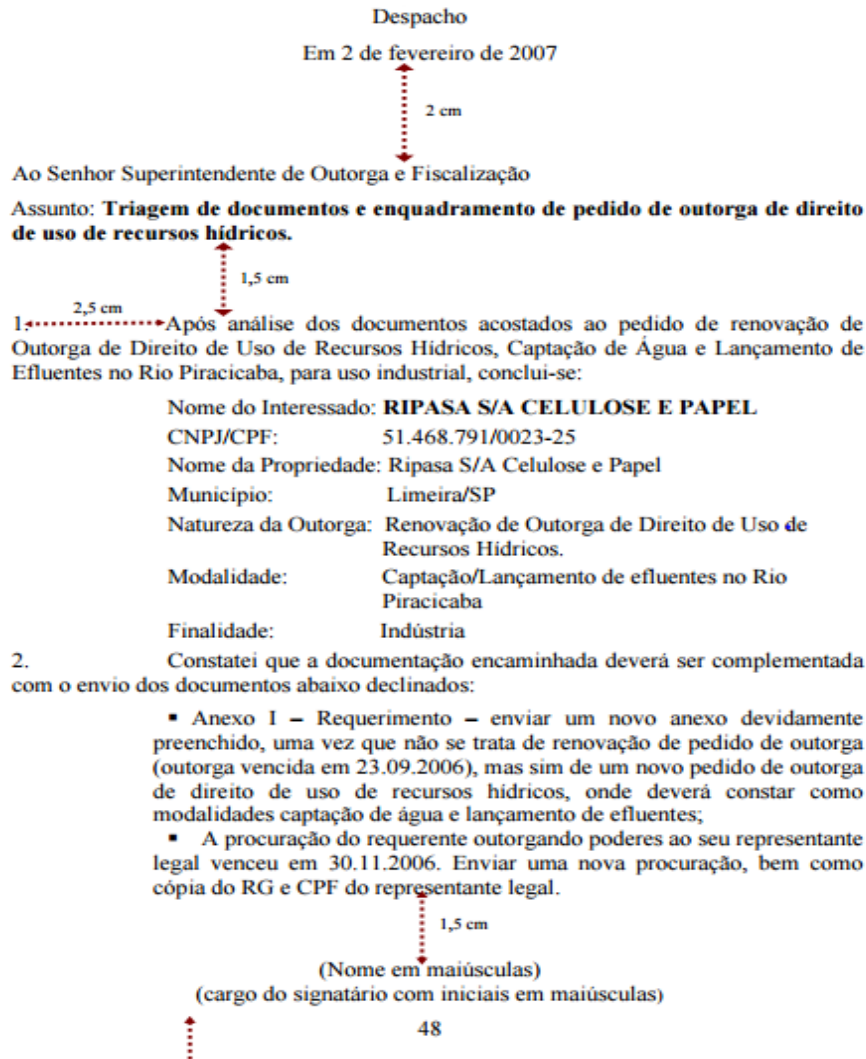 Despacho
Em 2 de fevereiro de 2007
2 cm
Ao Senhor Superintendente de Outorga e Fiscalização
Assunto: Triagem de documentos e enquadramento de pedido de outorga de direito
de uso de recursos hídricos.
1,5 cm
2,5 cm
1. Após análise dos documentos acostados ao pedido de renovação de
Outorga de Direito de Uso de Recursos Hídricos, Captação de Água e Lançamento de
Efluentes no Rio Piracicaba, para uso industrial, conclui-se:
Nome do Interessado: RIPASA S/A CELULOSE E PAPEL
CNPJ/CPF: 51.468.791/0023-25
Nome da Propriedade: Ripasa S/A Celulose e Papel
Município: Limeira/SP
Natureza da Outorga: Renovação de Outorga de Direito de Uso de
Recursos Hídricos.
Modalidade: Captação/Lançamento de efluentes no Rio
Piracicaba
Finalidade: Indústria
2. Constatei que a documentação encaminhada deverá ser complementada
com o envio dos documentos abaixo declinados:
▪ Anexo I – Requerimento – enviar um novo anexo devidamente
preenchido, uma vez que não se trata de renovação de pedido de outorga
(outorga vencida em 23.09.2006), mas sim de um novo pedido de outorga
de direito de uso de recursos hídricos, onde deverá constar como
modalidades captação de água e lançamento de efluentes;
▪ A procuração do requerente outorgando poderes ao seu representante
legal venceu em 30.11.2006. Enviar uma nova procuração, bem como
cópia do RG e CPF do representante legal.
1,5 cm
(Nome em maiúsculas)
(cargo do signatário com iniciais em maiúsculas)
48